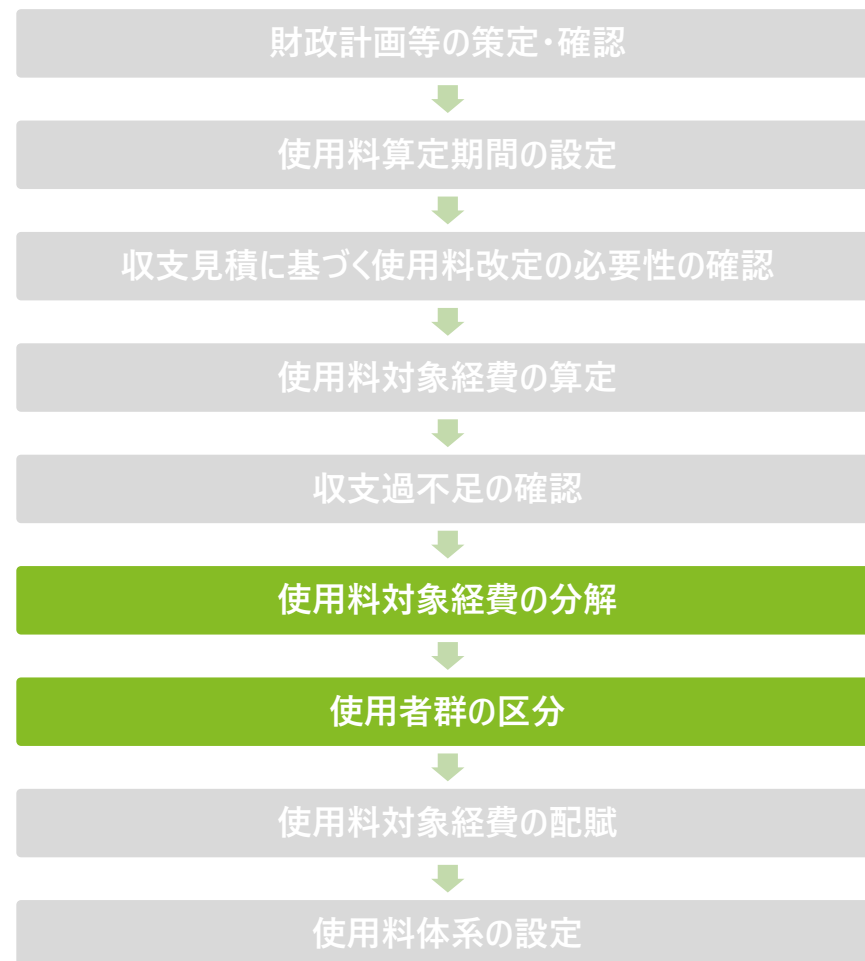 財政計画等の策定・確認
使用料算定期間の設定
収支見積に基づく使用料改定の必要性の確認
使用料対象経費の算定
収支過不足の確認
使用料対象経費の分解
使用者群の区分
使用料対象経費の配賦
使用料体系の設定